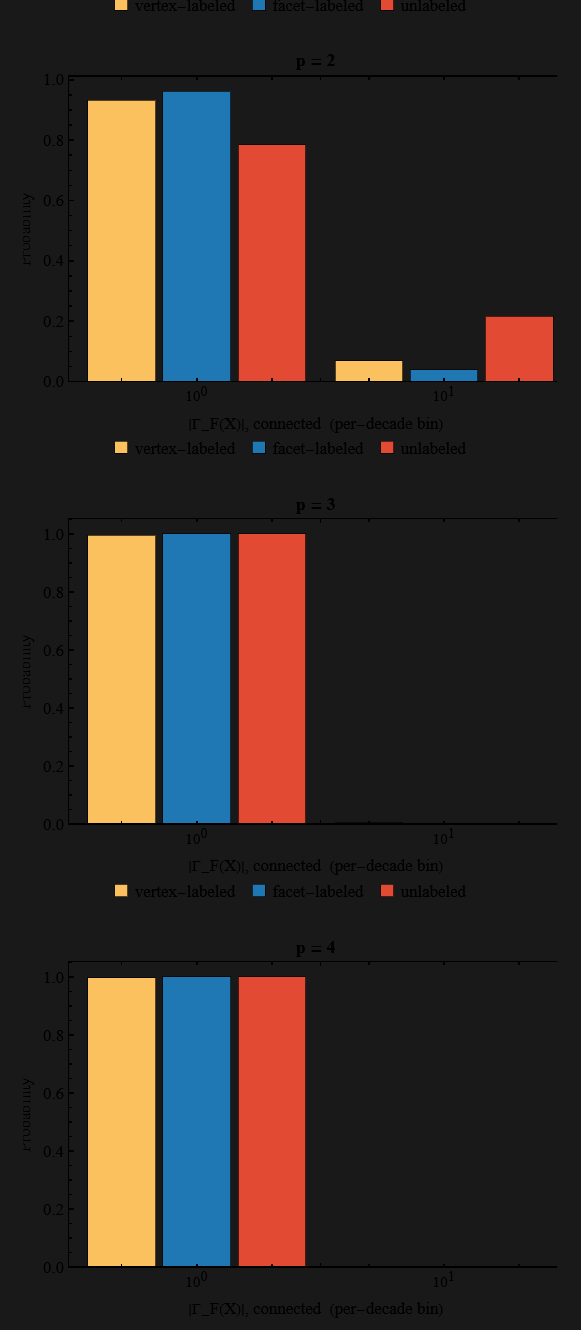 vertex−labeled facet−labeled unlabeled
p = 2
1.0
0.8
0.6
0.4
0.2
0.0
Probability
10^0 10^1
|Γ_F(X)|, connected (per−decade bin)
vertex−labeled facet−labeled unlabeled
p = 3
1.0
0.8
0.6
0.4
0.2
0.0
Probability
10^0 10^1
|Γ_F(X)|, connected (per−decade bin)
vertex−labeled facet−labeled unlabeled
p = 4
1.0
0.8
0.6
0.4
0.2
0.0
Probability
10^0 10^1
|Γ_F(X)|, connected (per−decade bin)